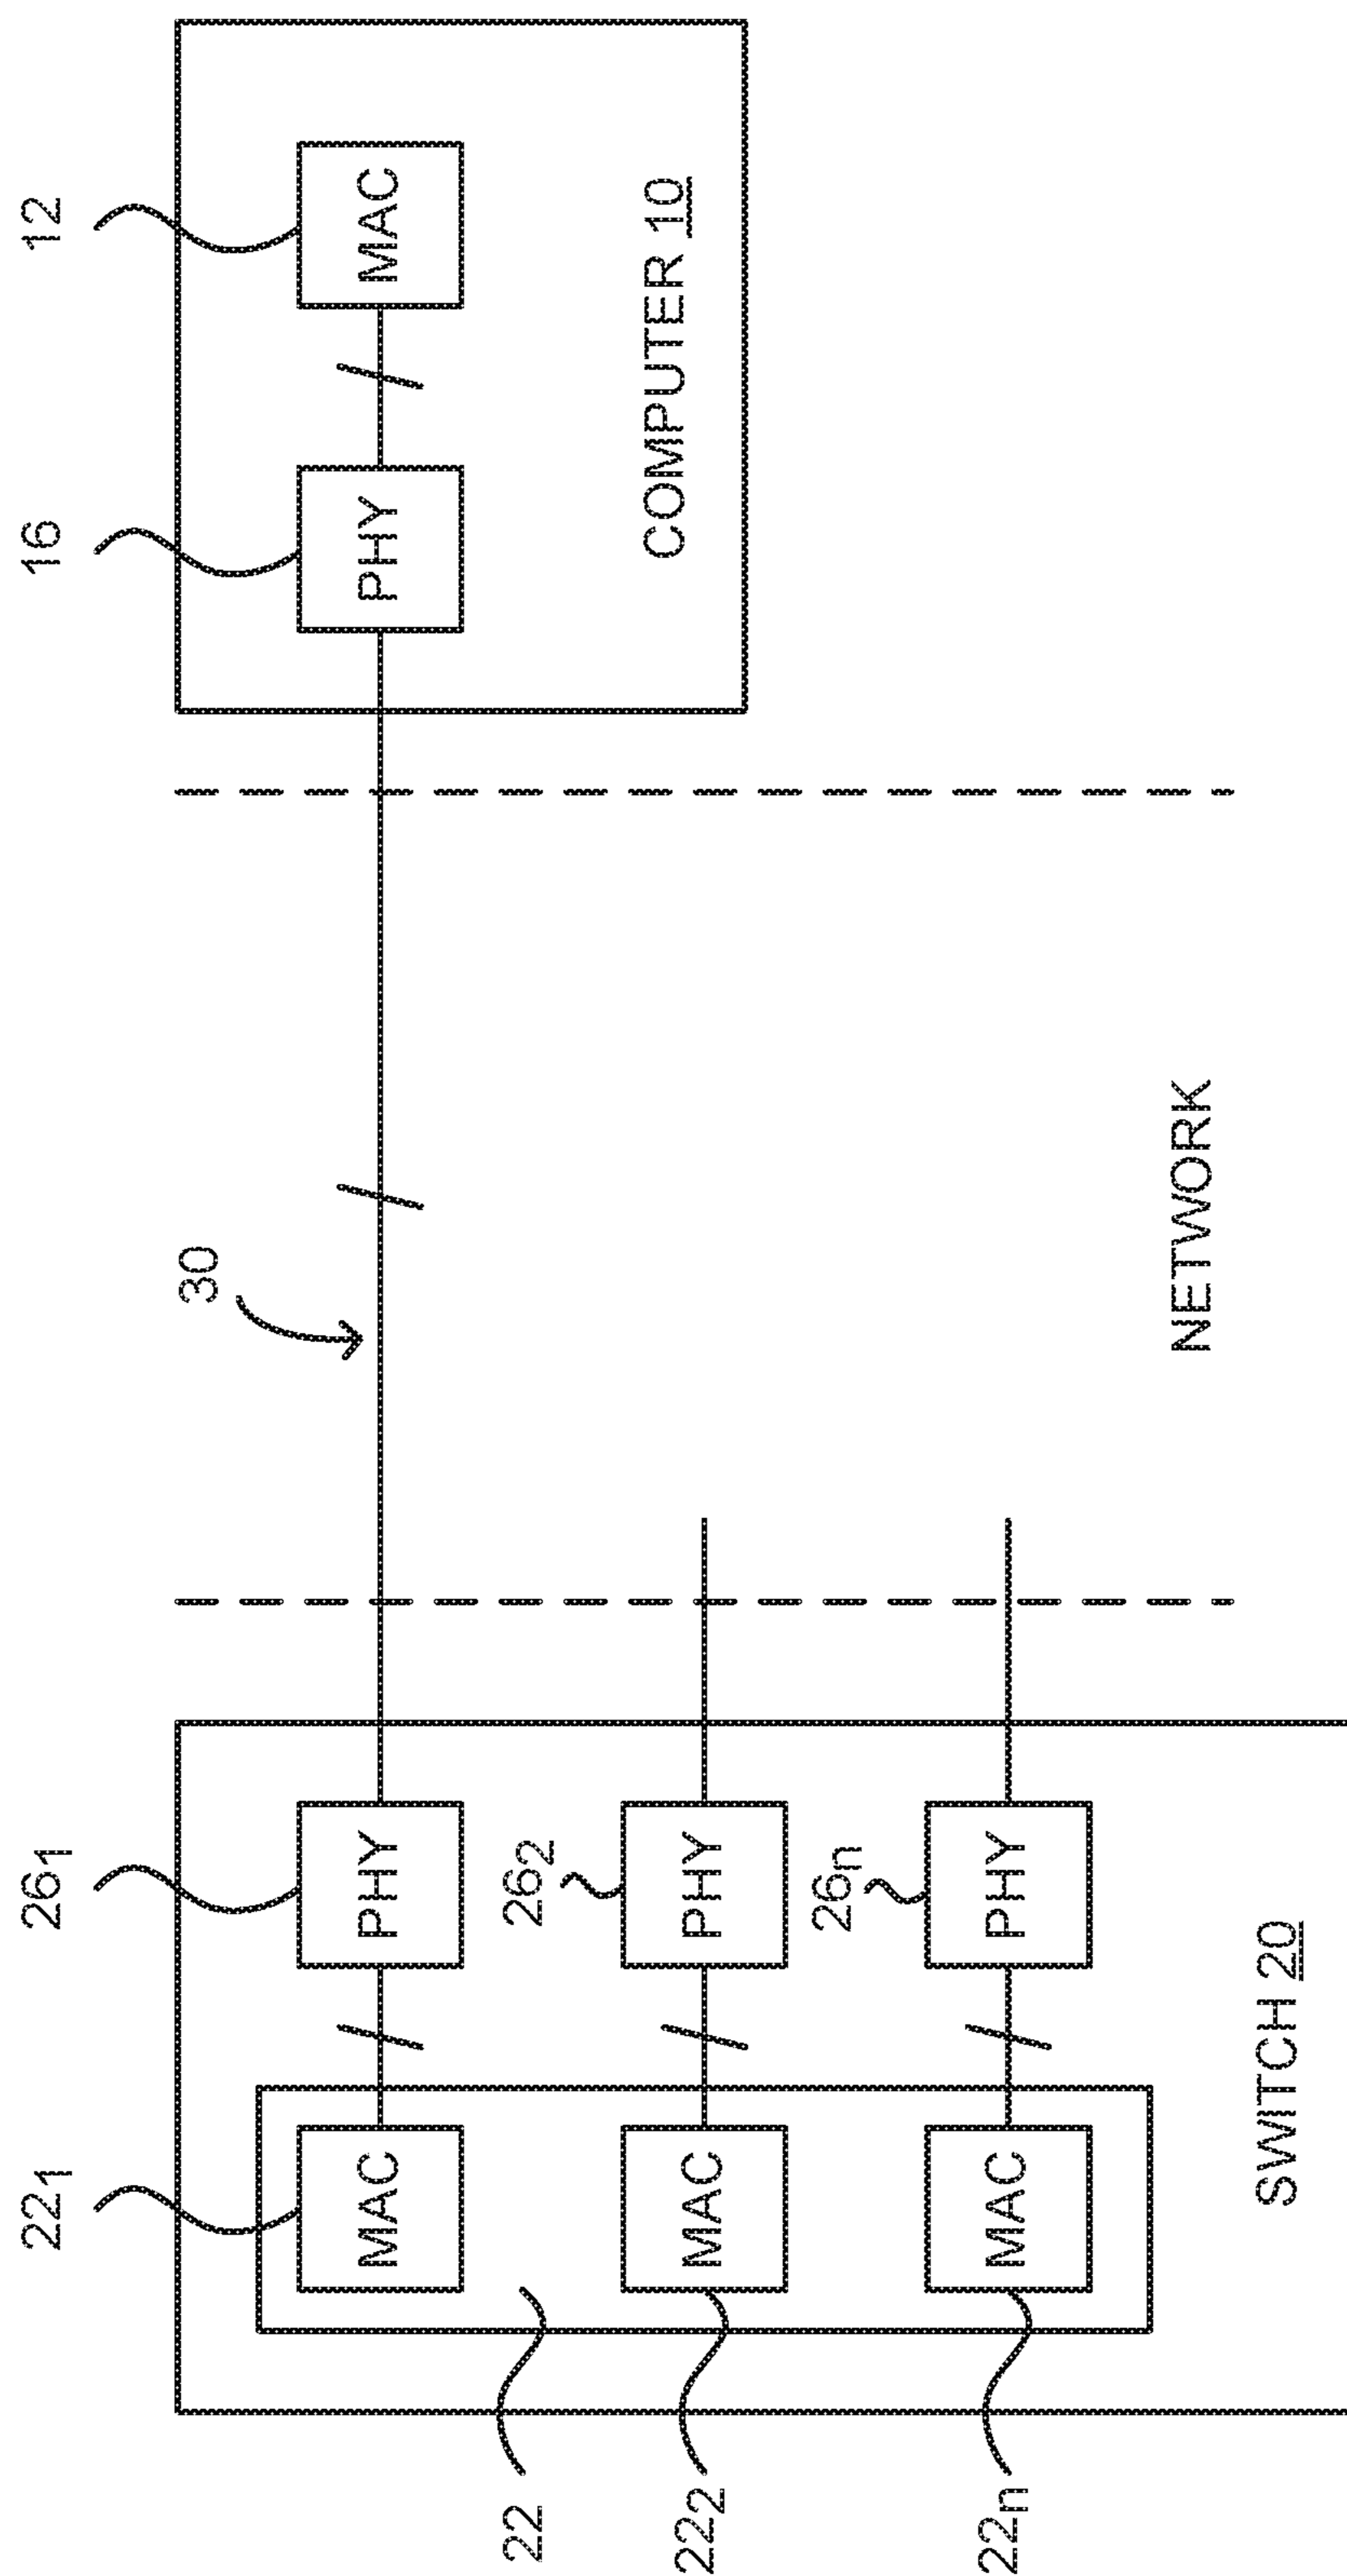 22₁
26₁
16
12
30
MAC
PHY
PHY
MAC
22
26₂
MAC
PHY
COMPUTER 10
22₂
26ₙ
MAC
PHY
22ₙ
NETWORK
SWITCH 20